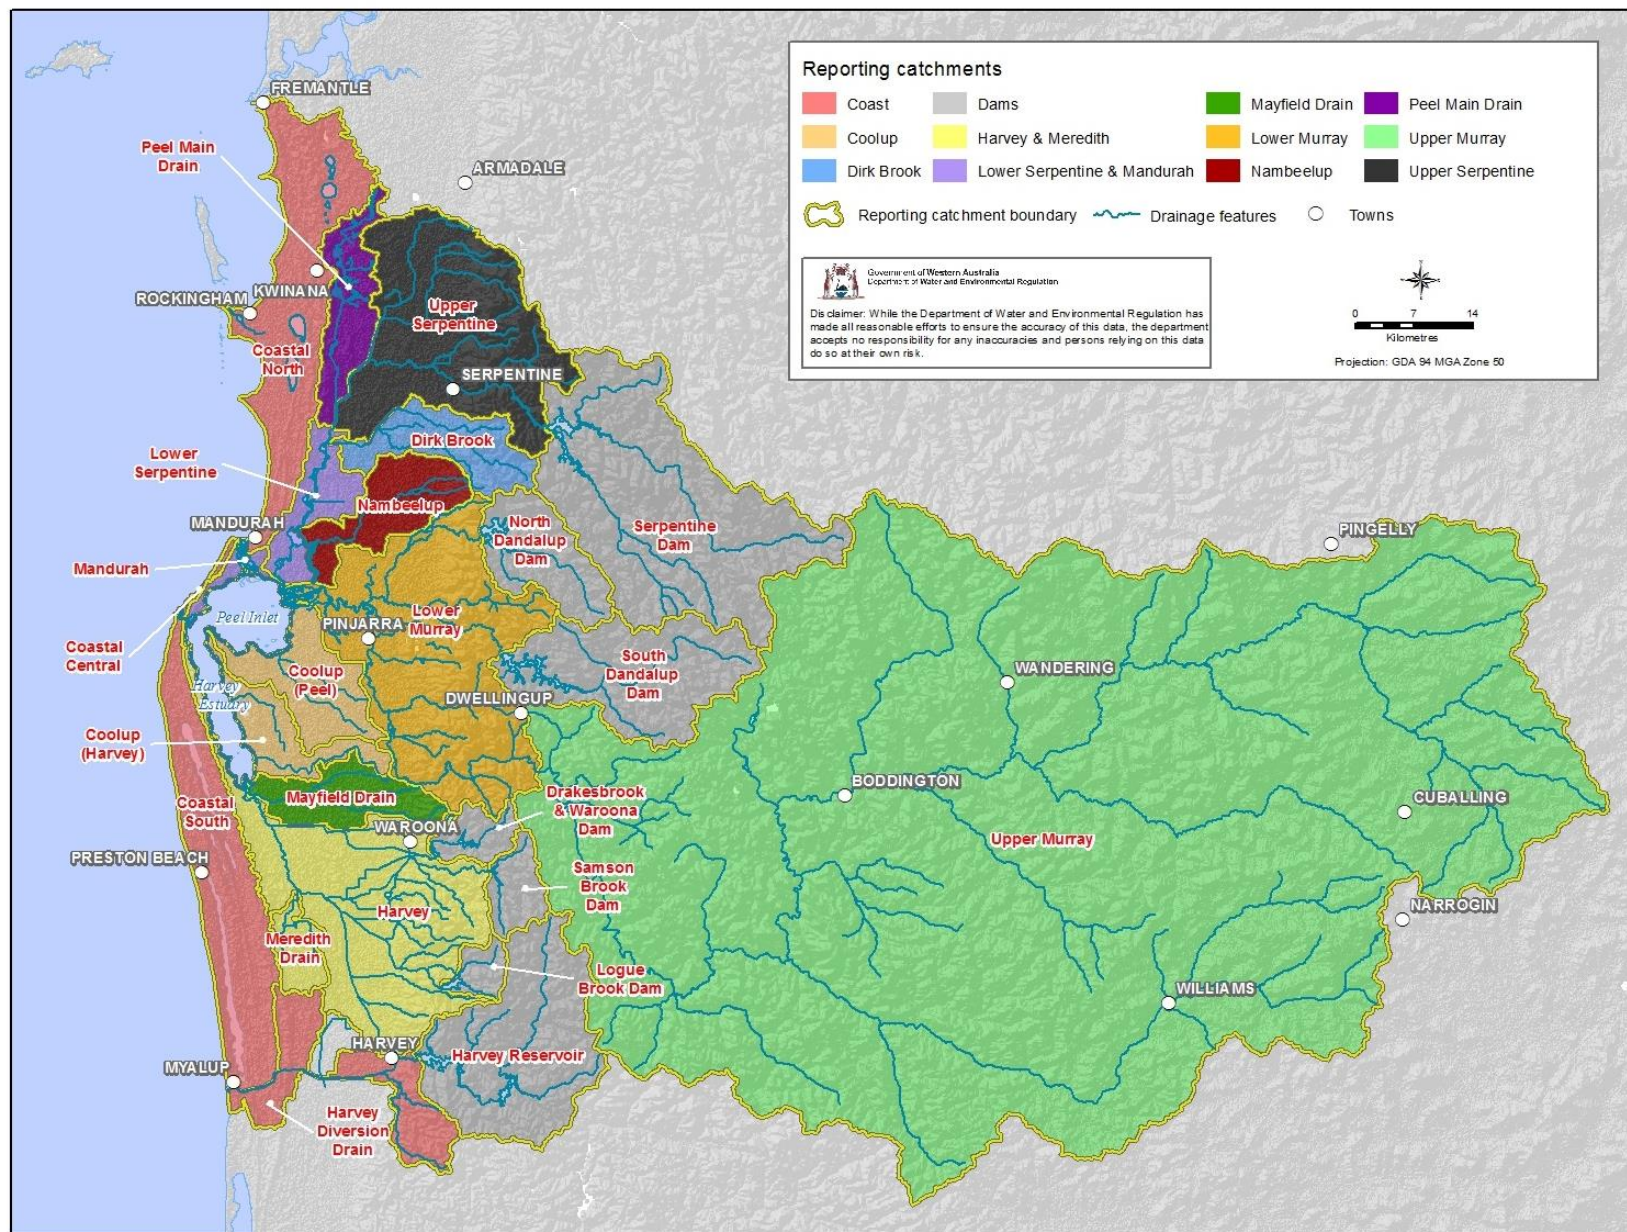 Reporting catchments
Coast
Dams
Mayfield Drain
Peel Main Drain
Coolup
Harvey & Meredith
Lower Murray
Upper Murray
Dirk Brook
Lower Serpentine & Mandurah
Nambeelup
Upper Serpentine
Reporting catchment boundary
Drainage features
Towns
Government of Western Australia
Department of Water and Environmental Regulation
Disclaimer: While the Department of Water and Environmental Regulation has
made all reasonable efforts to ensure the accuracy of this data, the department
accepts no responsibility for any inaccuracies and persons relying on this data
do so at their own risk.
0 7 14
Kilometres
Projection: GDA 94 MGA Zone 50
FREMANTLE
Peel Main
Drain
ARMADALE
KWINANA
ROCKINGHAM
Upper
Serpentine
Coastal
North
SERPENTINE
Dirk Brook
Lower
Serpentine
Nambeelup
MANDURAH
North
Dandalup
Dam
Serpentine
Dam
PINGELLY
Mandurah
Peel Inlet
Lower
Murray
PINJARRA
Coastal
Central
Coolup
(Peel)
South
Dandalup
Dam
WANDERING
Harvey
Estuary
DWELLINGUP
Coolup
(Harvey)
BODDINGTON
Mayfield Drain
Coastal
South
Drakesbrook
& Waroona
Dam
CUBALLING
WAROONA
Upper Murray
PRESTON BEACH
Samson
Brook
Dam
Harvey
NARROGIN
Meredith
Drain
Logue
Brook Dam
WILLIAMS
HARVEY
Harvey Reservoir
MYALUP
Harvey
Diversion
Drain